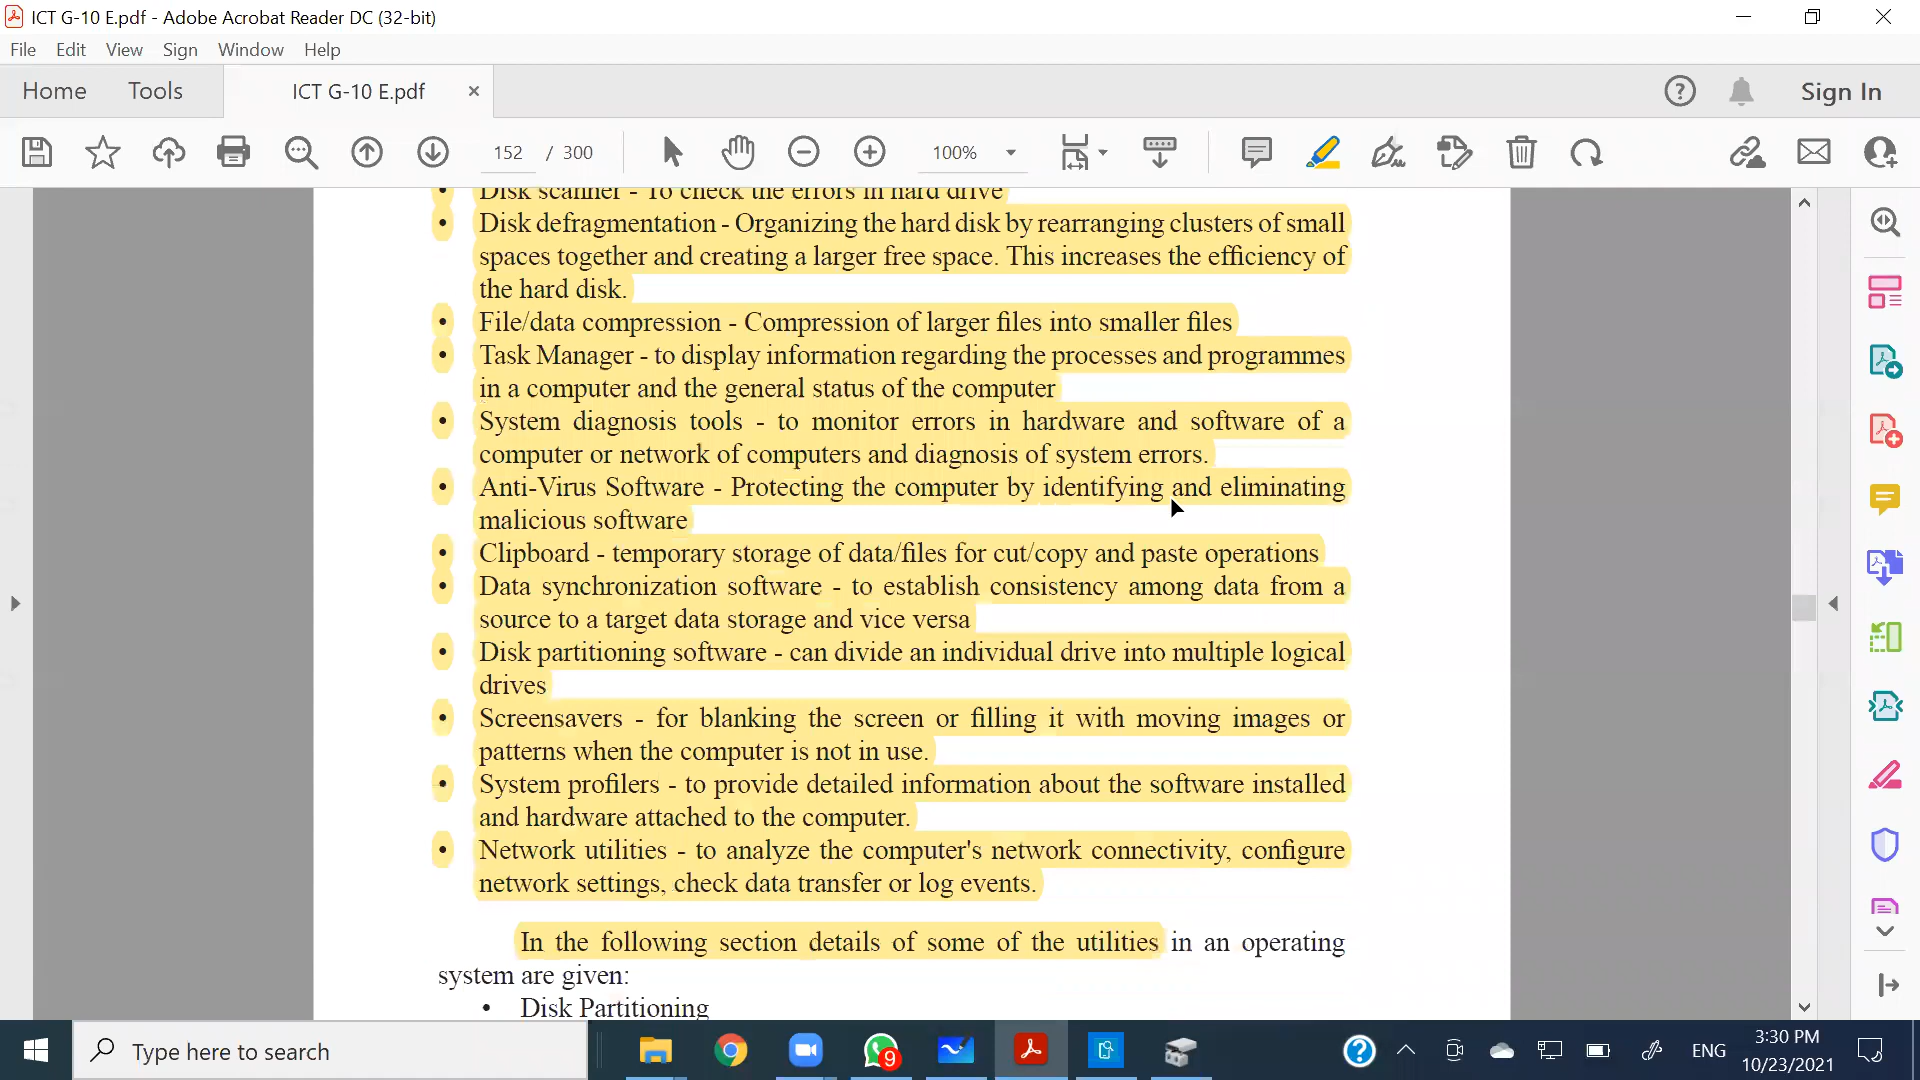 ICT G-10 E.pdf - Adobe Acrobat Reader DC (32-bit)
File Edit View Sign Window Help
Home Tools ICT G-10 E.pdf × Sign In
152 / 300 100%
• Disk scanner - To check the errors in hard drive
• Disk defragmentation - Organizing the hard disk by rearranging clusters of small
spaces together and creating a larger free space. This increases the efficiency of
the hard disk.
• File/data compression - Compression of larger files into smaller files
• Task Manager - to display information regarding the processes and programmes
in a computer and the general status of the computer
• System diagnosis tools - to monitor errors in hardware and software of a
computer or network of computers and diagnosis of system errors.
• Anti-Virus Software - Protecting the computer by identifying and eliminating
malicious software
• Clipboard - temporary storage of data/files for cut/copy and paste operations
• Data synchronization software - to establish consistency among data from a
source to a target data storage and vice versa
• Disk partitioning software - can divide an individual drive into multiple logical
drives
• Screensavers - for blanking the screen or filling it with moving images or
patterns when the computer is not in use.
• System profilers - to provide detailed information about the software installed
and hardware attached to the computer.
• Network utilities - to analyze the computer's network connectivity, configure
network settings, check data transfer or log events.
In the following section details of some of the utilities in an operating
system are given:
• Disk Partitioning
Type here to search
9
ENG
3:30 PM
10/23/2021